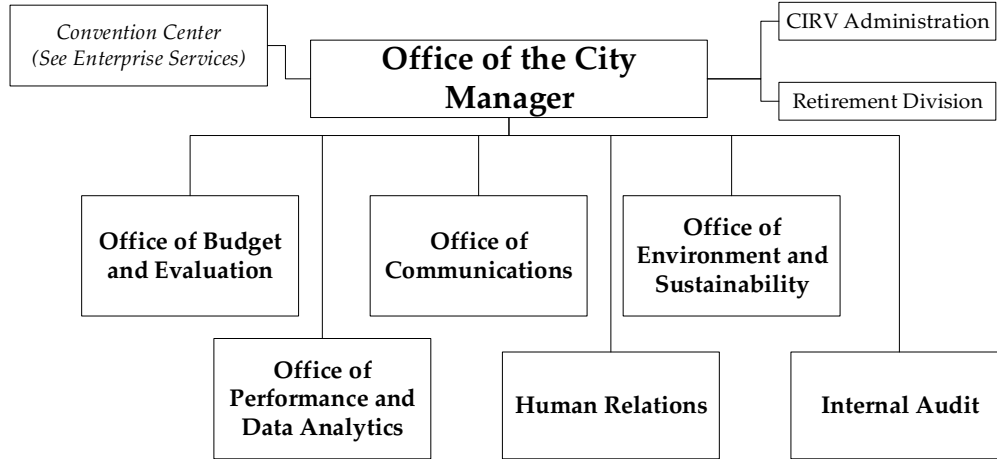 Convention Center
(See Enterprise Services)
Office of the City
Manager
CIRV Administration
Retirement Division
Office of Budget
and Evaluation
Office of
Communications
Office of
Environment and
Sustainability
Office of
Performance and
Data Analytics
Human Relations
Internal Audit